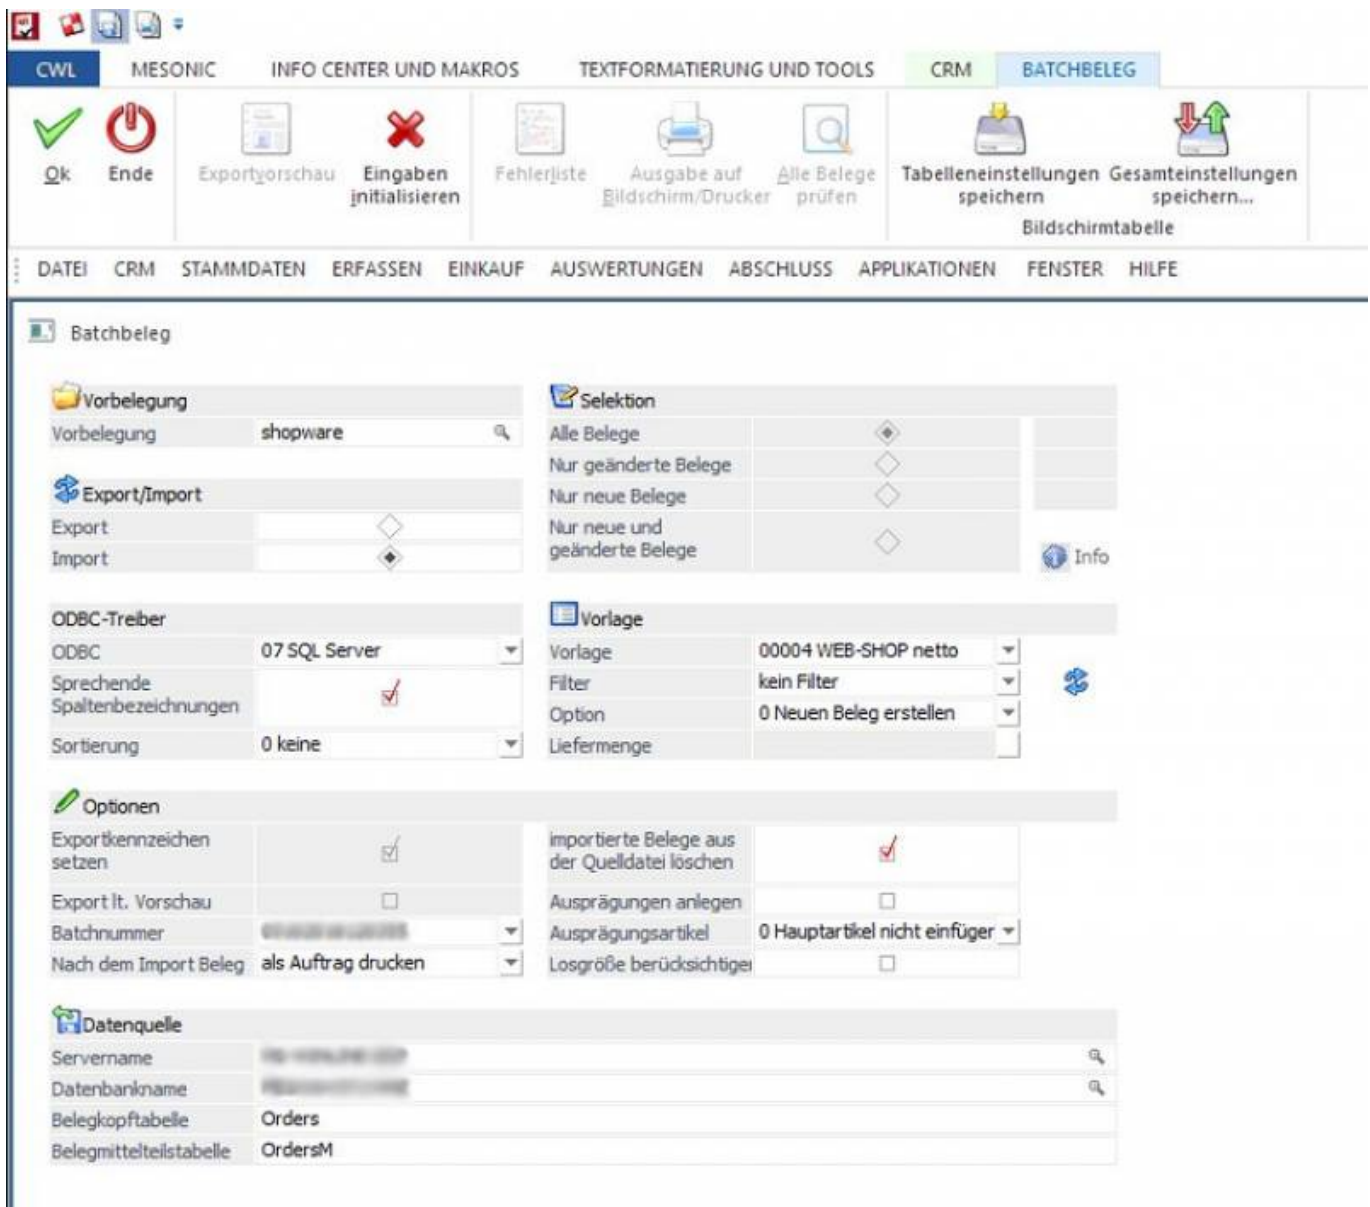 CWL MESONIC INFO CENTER UND MAKROS TEXTFORMATIERUNG UND TOOLS CRM BATCHBELEG
Ok Ende Exportvorschau Eingaben initialisieren Fehlerliste Ausgabe auf Bildschirm/Drucker Alle Belege prüfen Tabelleneinstellungen speichern Gesamteinstellungen speichern...
Bildschirmtabelle
DATEI CRM STAMMDATEN ERFASSEN EINKAUF AUSWERTUNGEN ABSCHLUSS APPLIKATIONEN FENSTER HILFE
Batchbeleg
Vorbelegung
Vorbelegung shopware
Export/Import
Export
Import
Selektion
Alle Belege
Nur geänderte Belege
Nur neue Belege
Nur neue und
geänderte Belege
Info
ODBC-Treiber
ODBC 07 SQL Server
Sprechende
Spaltenbezeichnungen
Sortierung 0 keine
Vorlage
Vorlage 00004 WEB-SHOP netto
Filter kein Filter
Option 0 Neuen Beleg erstellen
Liefermenge
Optionen
Exportkennzeichen
setzen
Export lt. Vorschau
Batchnummer
Nach dem Import Beleg als Auftrag drucken
importierte Belege aus
der Quelldatei löschen
Ausprägungen anlegen
Ausprägungsartikel 0 Hauptartikel nicht einfüger
Losgröße berücksichtiger
Datenquelle
Servername
Datenbankname
Belegkopftabelle Orders
Belegmittelteilstabelle OrdersM